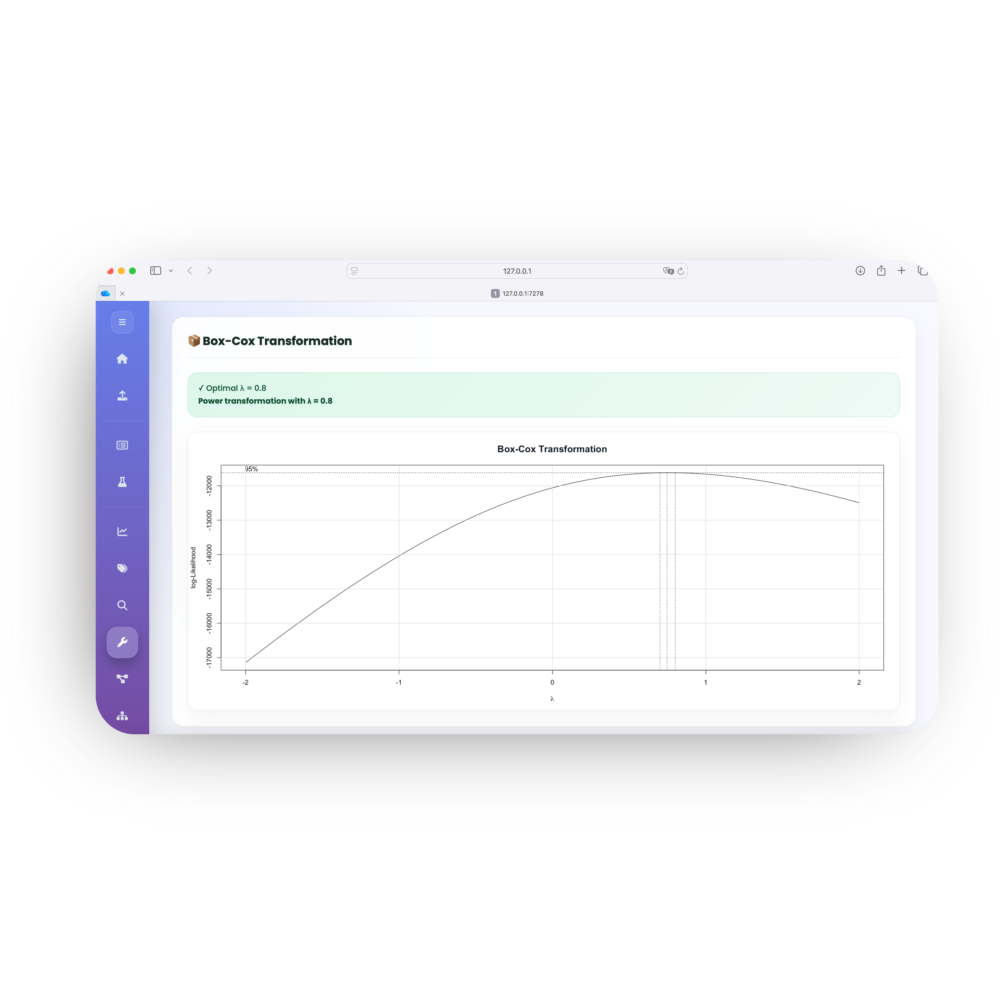 127.0.0.1
1 127.0.0.1:7278
Box-Cox Transformation
✓ Optimal λ = 0.8
Power transformation with λ = 0.8
Box-Cox Transformation
95%
-12000
-13000
-14000
-15000
-16000
-17000
log-Likelihood
-2 -1 0 1 2
λ